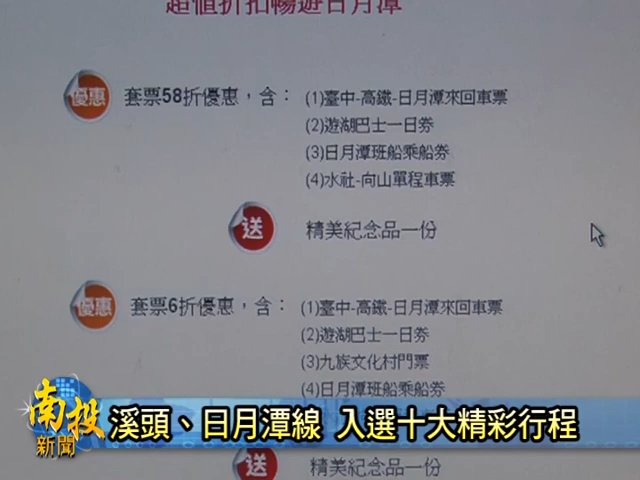 超值折扣暢遊日月潭
優惠 套票58折優惠，含： (1)臺中-高鐵-日月潭來回車票
(2)遊湖巴士一日券
(3)日月潭班船乘船券
(4)水社-向山單程車票
送 精美紀念品一份
優惠 套票6折優惠，含： (1)臺中-高鐵-日月潭來回車票
(2)遊湖巴士一日券
(3)九族文化村門票
(4)日月潭班船乘船券
南投新聞 溪頭、日月潭線 入選十大精彩行程
送 精美紀念品一份